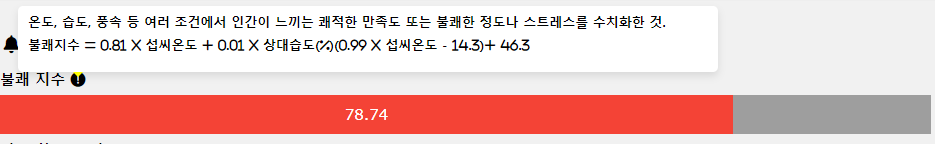 온도, 습도, 풍속 등 여러 조건에서 인간이 느끼는 쾌적한 만족도 또는 불쾌한 정도나 스트레스를 수치화한 것.
불쾌지수 = 0.81 X 섭씨온도 + 0.01 X 상대습도(%)(0.99 X 섭씨온도 - 14.3)+ 46.3
불쾌 지수
78.74